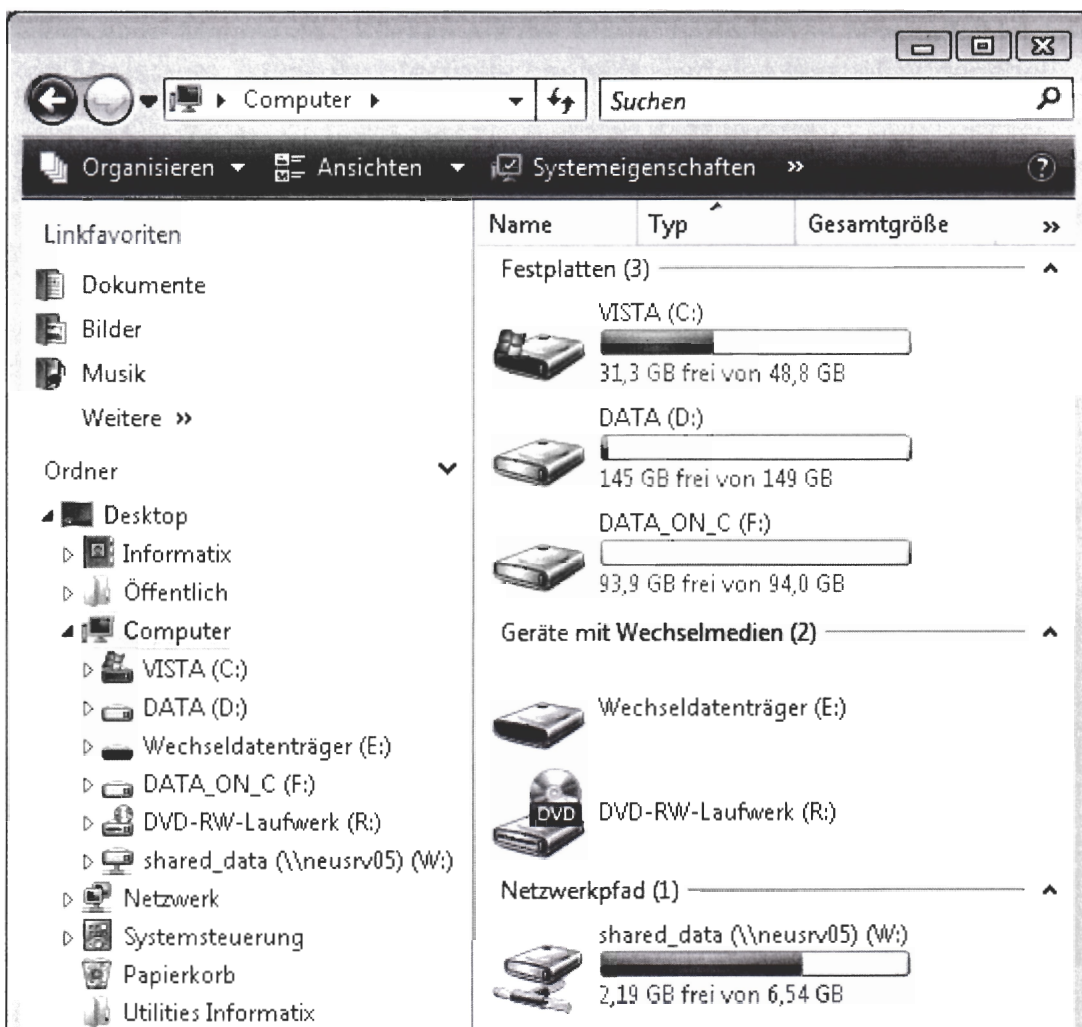 Computer
Suchen
Organisieren Ansichten Systemeigenschaften »
Linkfavoriten
Dokumente
Bilder
Musik
Weitere »
Ordner
Desktop
Informatix
Öffentlich
Computer
VISTA (C:)
DATA (D:)
Wechseldatenträger (E:)
DATA_ON_C (F:)
DVD-RW-Laufwerk (R:)
shared_data (\\neusrv05) (W:)
Netzwerk
Systemsteuerung
Papierkorb
Utilities Informatix
Name Typ Gesamtgröße »
Festplatten (3)
VISTA (C:)
31,3 GB frei von 48,8 GB
DATA (D:)
145 GB frei von 149 GB
DATA_ON_C (F:)
93,9 GB frei von 94,0 GB
Geräte mit Wechselmedien (2)
Wechseldatenträger (E:)
DVD
DVD-RW-Laufwerk (R:)
Netzwerkpfad (1)
shared_data (\\neusrv05) (W:)
2,19 GB frei von 6,54 GB